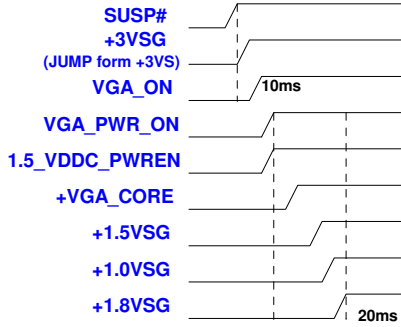 SUSP#
+3VSG
(JUMP form +3VS)
VGA_ON
10ms
VGA_PWR_ON
1.5_VDDC_PWREN
+VGA_CORE
+1.5VSG
+1.0VSG
+1.8VSG
20ms